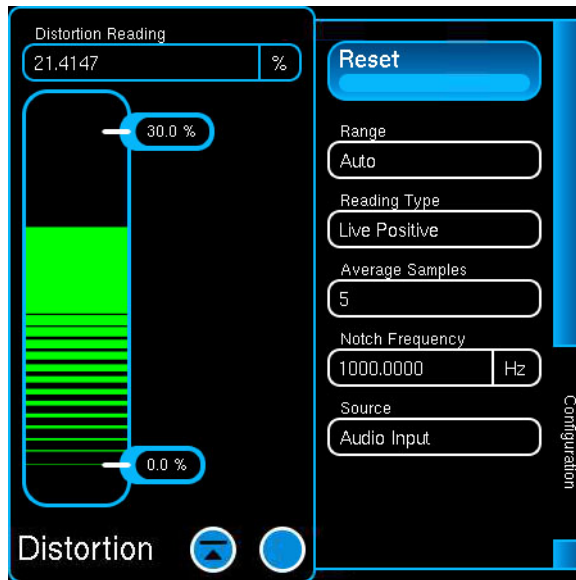 Distortion Reading
21.4147 %
30.0 %
0.0 %
Distortion
Reset
Range
Auto
Reading Type
Live Positive
Average Samples
5
Notch Frequency
1000.0000 Hz
Source
Audio Input
Configuration